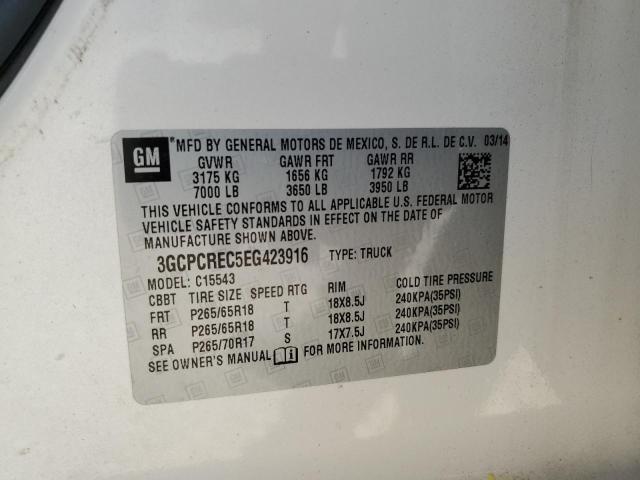 GM MFD BY GENERAL MOTORS DE MEXICO, S. DE R.L. DE C.V. 03/14
GVWR GAWR FRT GAWR RR
3175 KG 1656 KG 1792 KG
7000 LB 3650 LB 3950 LB
THIS VEHICLE CONFORMS TO ALL APPLICABLE U.S. FEDERAL MOTOR
VEHICLE SAFETY STANDARDS IN EFFECT ON THE DATE OF
MANUFACTURE SHOWN ABOVE.
3GCPCREC5EG423916 TYPE: TRUCK
MODEL: C15543
CBBT TIRE SIZE SPEED RTG RIM COLD TIRE PRESSURE
FRT P265/65R18 T 18X8.5J 240KPA(35PSI)
RR P265/65R18 T 18X8.5J 240KPA(35PSI)
SPA P265/70R17 S 17X7.5J 240KPA(35PSI)
SEE OWNER'S MANUAL FOR MORE INFORMATION.